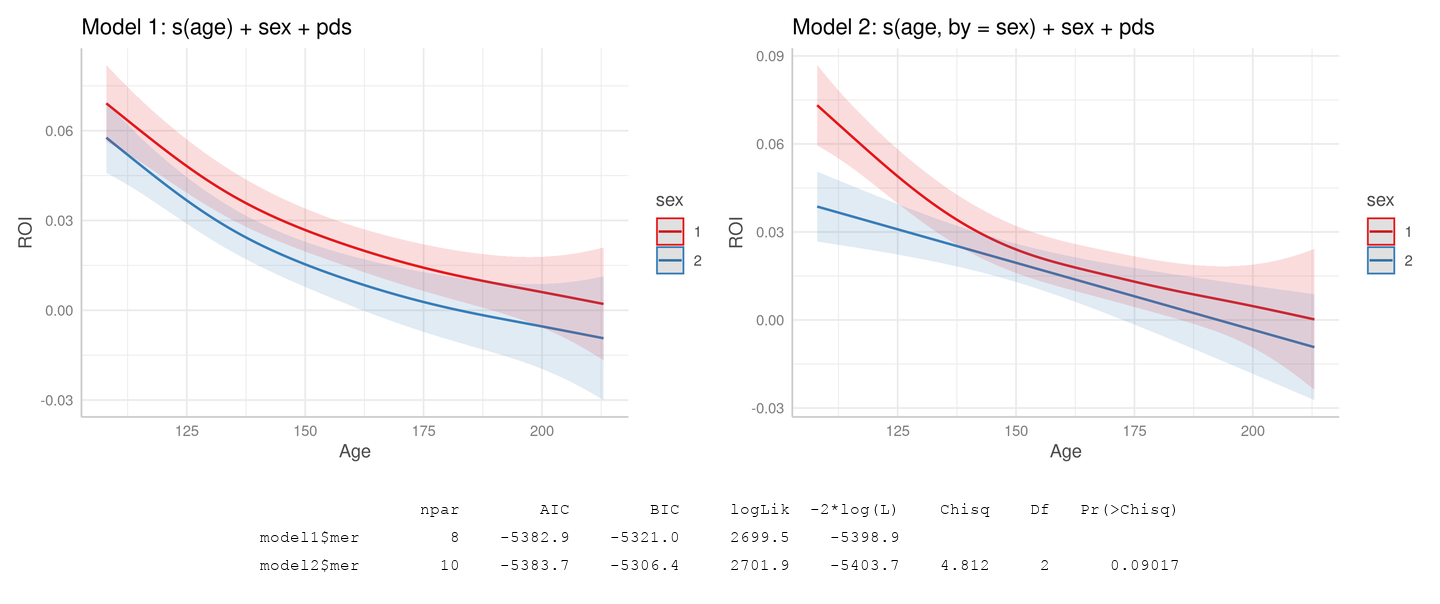 Model 1: s(age) + sex + pds
ROI
0.06
0.03
0.00
-0.03
125 150 175 200
Age
sex
1
2
Model 2: s(age, by = sex) + sex + pds
ROI
0.09
0.06
0.03
0.00
-0.03
125 150 175 200
Age
sex
1
2
npar AIC BIC logLik -2*log(L) Chisq Df Pr(>Chisq)
model1$mer 8 -5382.9 -5321.0 2699.5 -5398.9
model2$mer 10 -5383.7 -5306.4 2701.9 -5403.7 4.812 2 0.09017